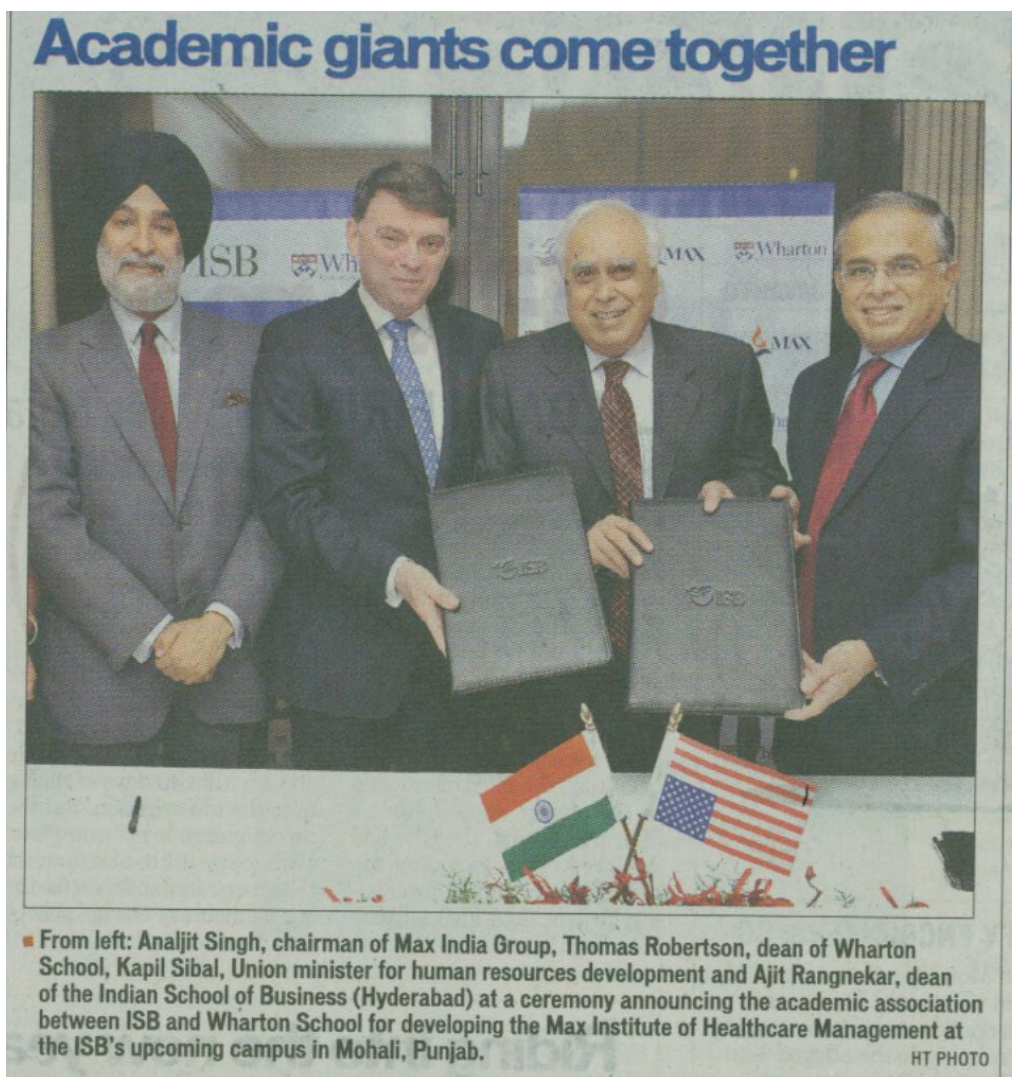 Academic giants come together
ISB
Wh
MAX
Wharton
MAX
ISB
ISB
From left: Analjit Singh, chairman of Max India Group, Thomas Robertson, dean of Wharton
School, Kapil Sibal, Union minister for human resources development and Ajit Rangnekar, dean
of the Indian School of Business (Hyderabad) at a ceremony announcing the academic association
between ISB and Wharton School for developing the Max Institute of Healthcare Management at
the ISB's upcoming campus in Mohali, Punjab.
HT PHOTO